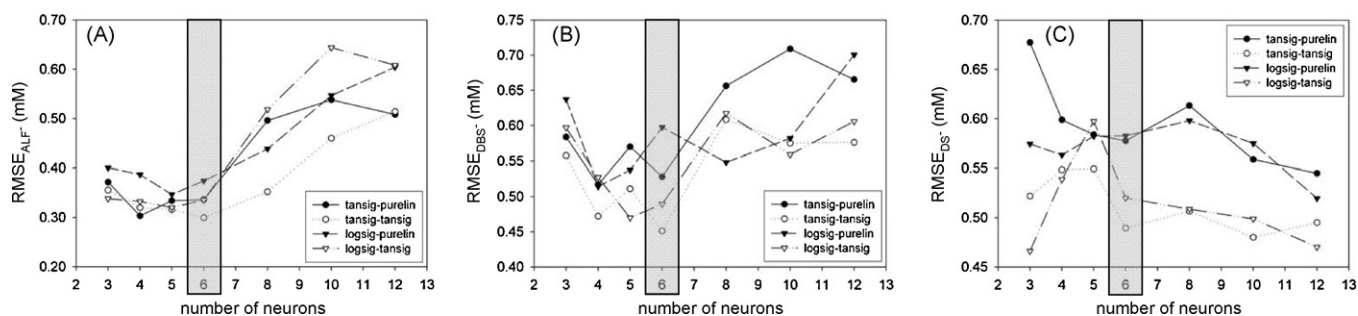 (A)
RMSE_ALF- (mM)
0.70
0.60
0.50
0.40
0.30
0.20
tansig-purelin
tansig-tansig
logsig-purelin
logsig-tansig
2 3 4 5 6 7 8 9 10 11 12 13
number of neurons
(B)
RMSE_DBS- (mM)
0.75
0.70
0.65
0.60
0.55
0.50
0.45
0.40
tansig-purelin
tansig-tansig
logsig-purelin
logsig-tansig
2 3 4 5 6 7 8 9 10 11 12 13
number of neurons
(C)
RMSE_DS- (mM)
0.70
0.65
0.60
0.55
0.50
0.45
tansig-purelin
tansig-tansig
logsig-purelin
logsig-tansig
2 3 4 5 6 7 8 9 10 11 12 13
number of neurons